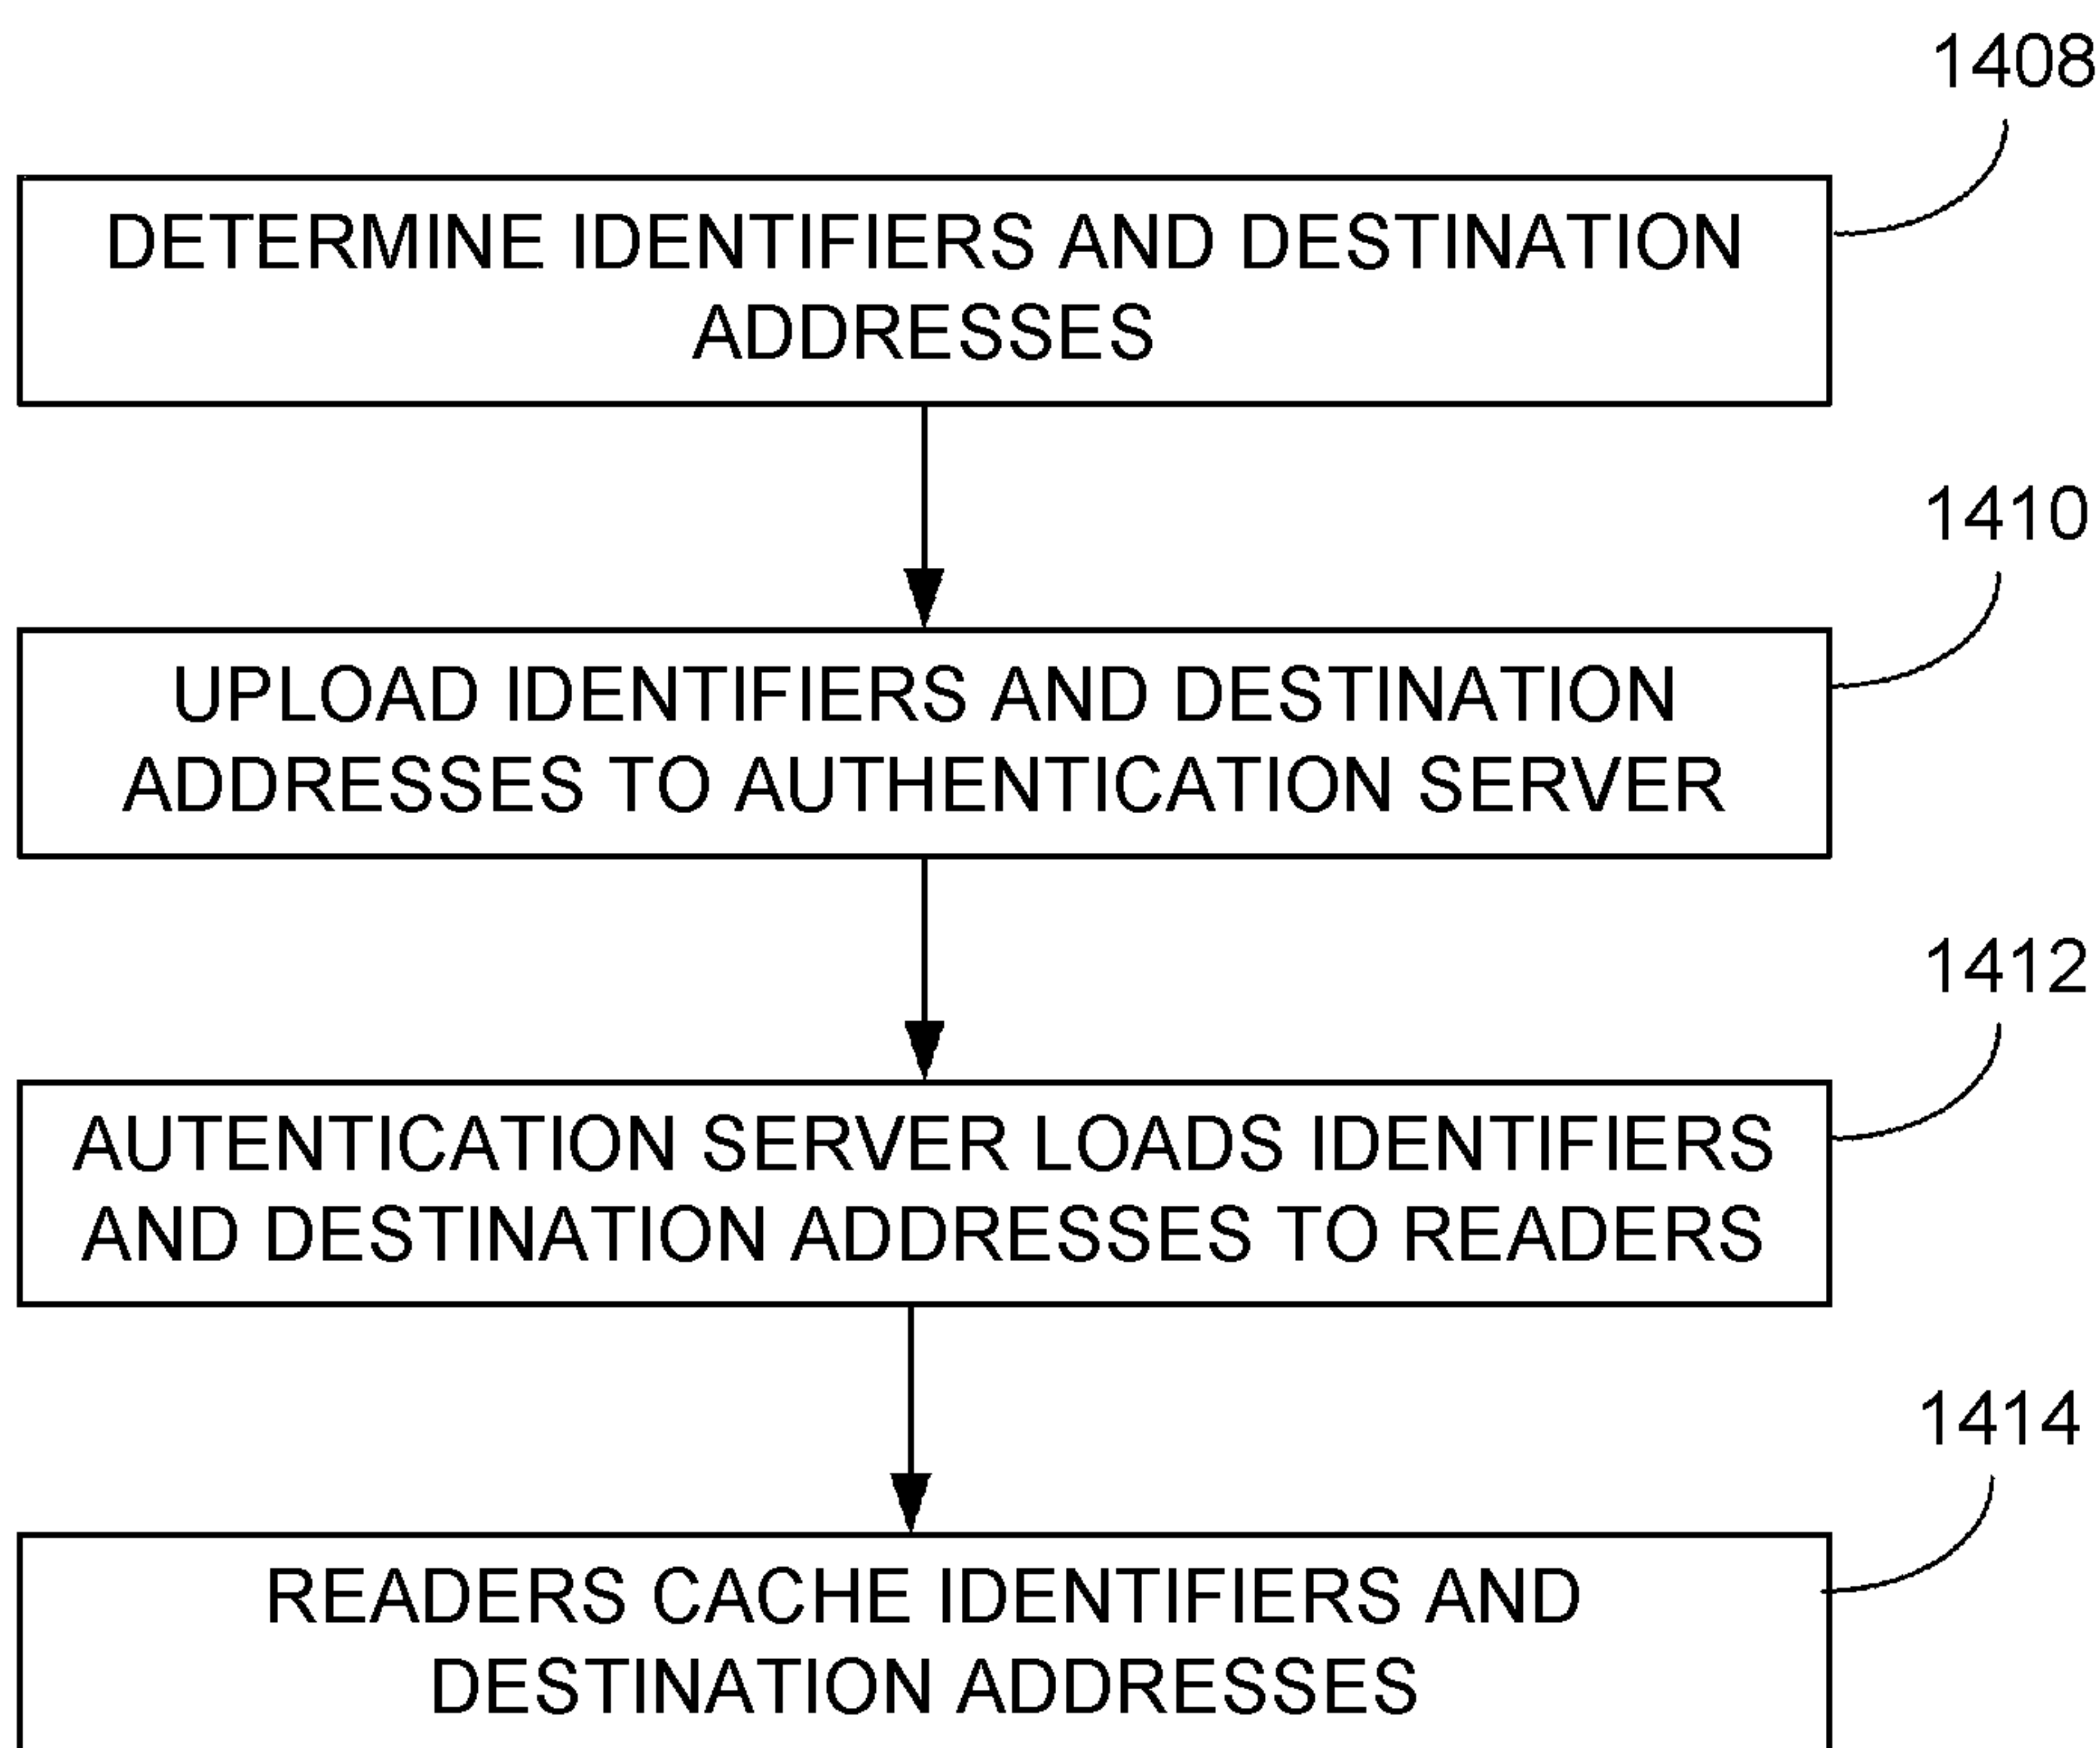 1408
DETERMINE IDENTIFIERS AND DESTINATION
ADDRESSES
1410
UPLOAD IDENTIFIERS AND DESTINATION
ADDRESSES TO AUTHENTICATION SERVER
1412
AUTENTICATION SERVER LOADS IDENTIFIERS
AND DESTINATION ADDRESSES TO READERS
1414
READERS CACHE IDENTIFIERS AND
DESTINATION ADDRESSES